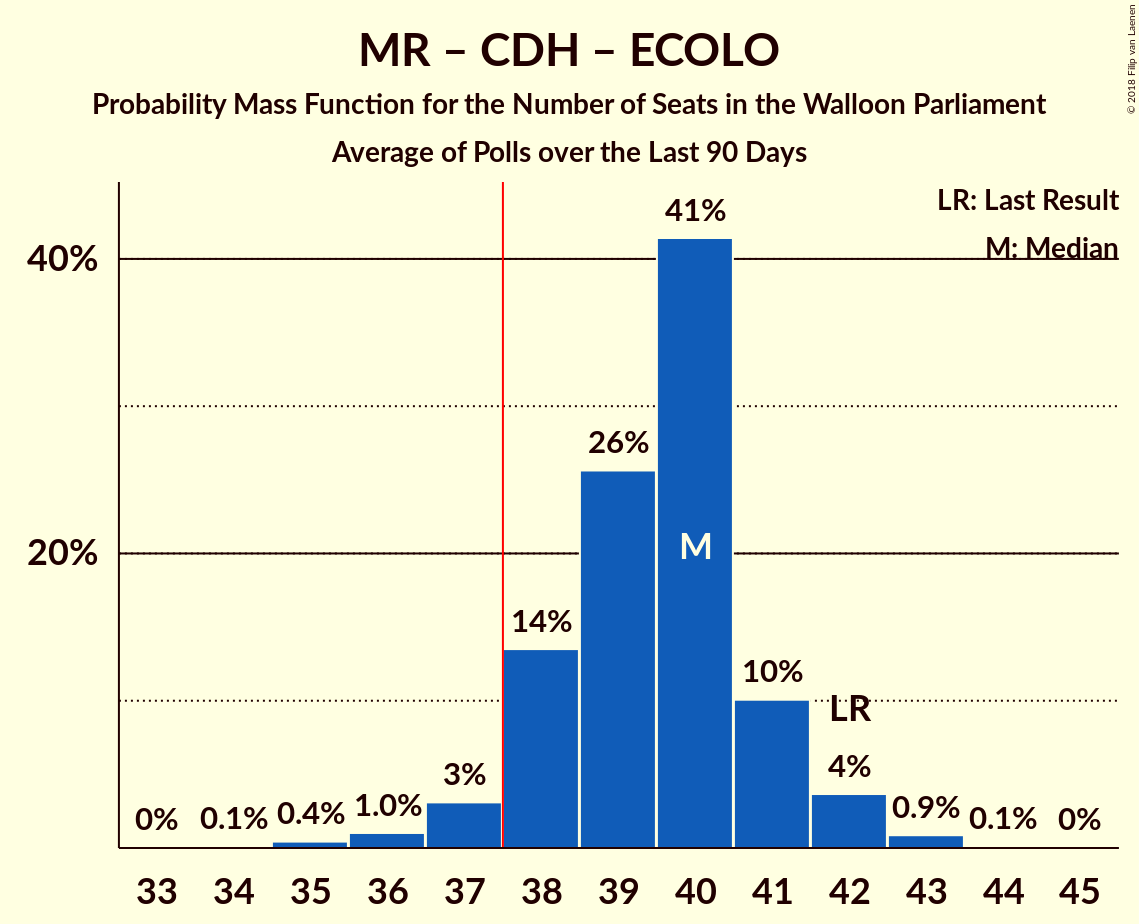 MR – CDH – ECOLO
Probability Mass Function for the Number of Seats in the Walloon Parliament
Average of Polls over the Last 90 Days
© 2018 Filip van Laenen
LR: Last Result
M: Median
40%
20%
0%
0.1%
0.4%
1.0%
3%
14%
26%
41%
M
10%
LR
4%
0.9%
0.1%
0%
33 34 35 36 37 38 39 40 41 42 43 44 45